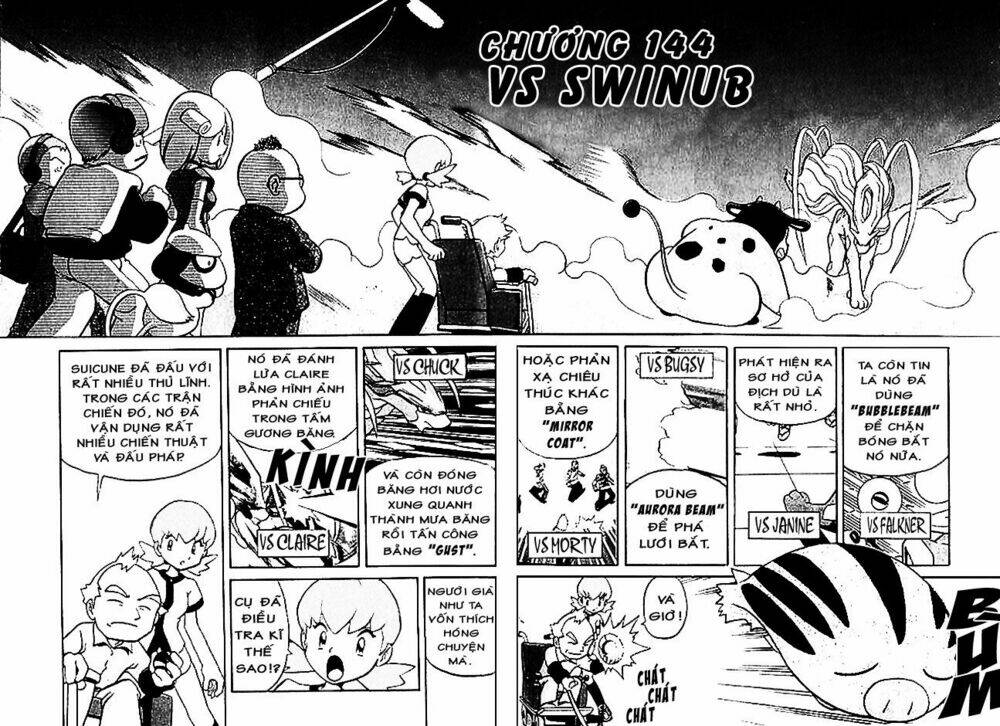 CHƯƠNG 144
VS SWINUB
SUICUNE ĐÃ ĐẤU VỚI
RẤT NHIỀU THỦ LĨNH.
TRONG CÁC TRẬN
CHIẾN ĐÓ, NÓ ĐÃ
VẬN DỤNG RẤT
NHIỀU CHIẾN THUẬT
VÀ ĐẤU PHÁP.
NÓ ĐÃ ĐÁNH
LỪA CLAIRE
BẰNG HÌNH ẢNH
PHẢN CHIẾU
TRONG TẤM
GƯƠNG BĂNG.
KÌNH
VS CLAIRE
VS CHUCK
VÀ CÒN ĐÓNG
BĂNG HƠI NƯỚC
XUNG QUANH
THÀNH MƯA BĂNG
RỒI TẤN CÔNG
BẰNG "GUST".
HOẶC PHẢN
XẠ CHIÊU
THỨC KHÁC
BẰNG
"MIRROR
COAT".
VS MORTY
VS BUGSY
DÙNG
"AURORA BEAM"
ĐỂ PHÁ
LƯỚI BẮT.
PHÁT HIỆN RA
SƠ HỞ CỦA
ĐỊCH DÙ LÀ
RẤT NHỎ.
VS JANINE
TA CÒN TIN
LÀ NÓ ĐÃ
DÙNG
"BUBBLEBEAM"
ĐỂ CHẶN
BÓNG BẮT
NÓ NỮA.
VS FALKNER
CỤ ĐÃ
ĐIỀU
TRA KĨ
THẾ
SAO!?
NGƯỜI GIÀ
NHƯ TA
VỐN THÍCH
HÓNG
CHUYỆN
MÀ.
VÀ
GIỜ!
CHÁT
CHÁT
CHÁT
BUM